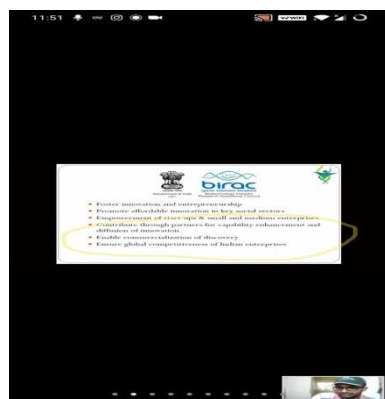 11:51
VoWIFI
birac
• Foster innovation and entrepreneurship
• Promote affordable innovation in key social sectors
• Empowerment of start-ups & small and medium enterprises
• Contribute through partners for capability enhancement and
diffusion of innovation
• Enable commercialization of discovery
• Ensure global competitiveness of Indian enterprises